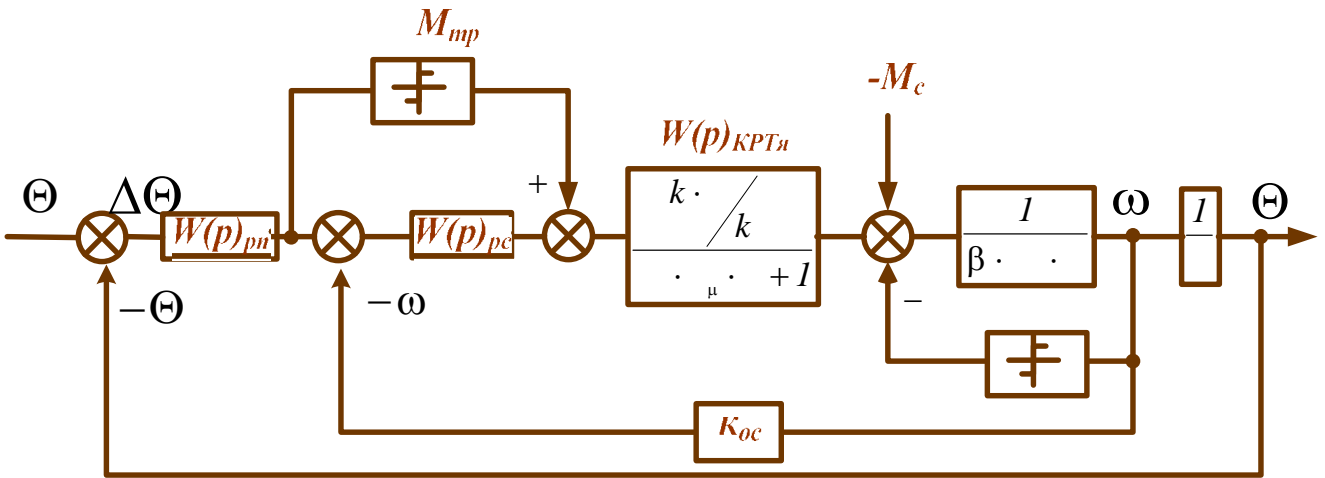 M_тр
-M_c
W(p)_КРТя
Θ
ΔΘ
W(p)_рп
W(p)_рс
+
k ·
/
k
· μ · + 1
1
β · ·
ω
1
Θ
−Θ
−ω
−
к_ос